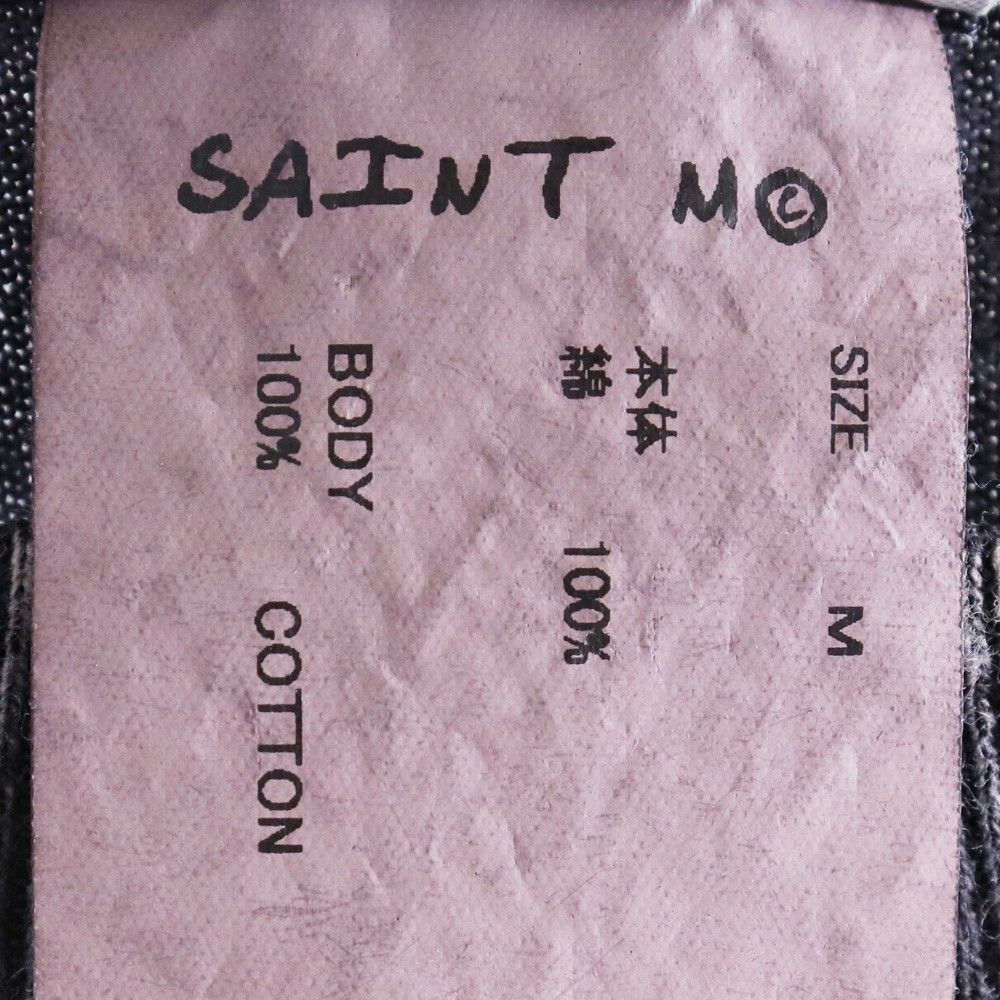 SAINT M©
SIZE M
本体
綿 100%
BODY
100% COTTON